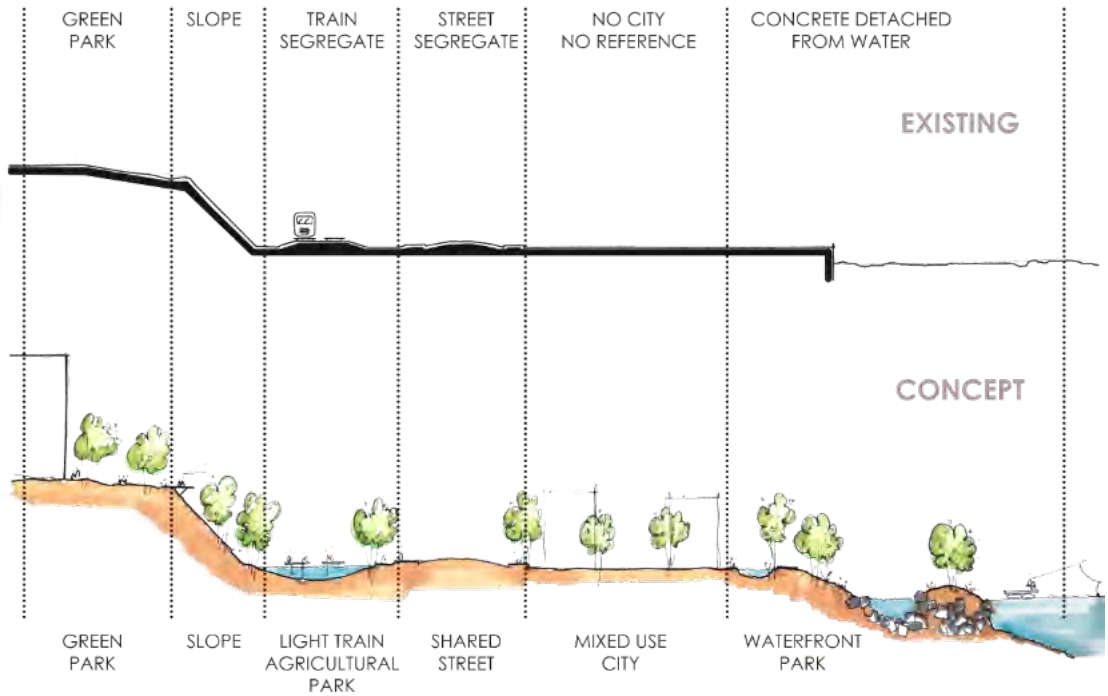 GREEN
PARK
SLOPE
TRAIN
SEGREGATE
STREET
SEGREGATE
NO CITY
NO REFERENCE
CONCRETE DETACHED
FROM WATER
EXISTING
CONCEPT
GREEN
PARK
SLOPE
LIGHT TRAIN
AGRICULTURAL
PARK
SHARED
STREET
MIXED USE
CITY
WATERFRONT
PARK